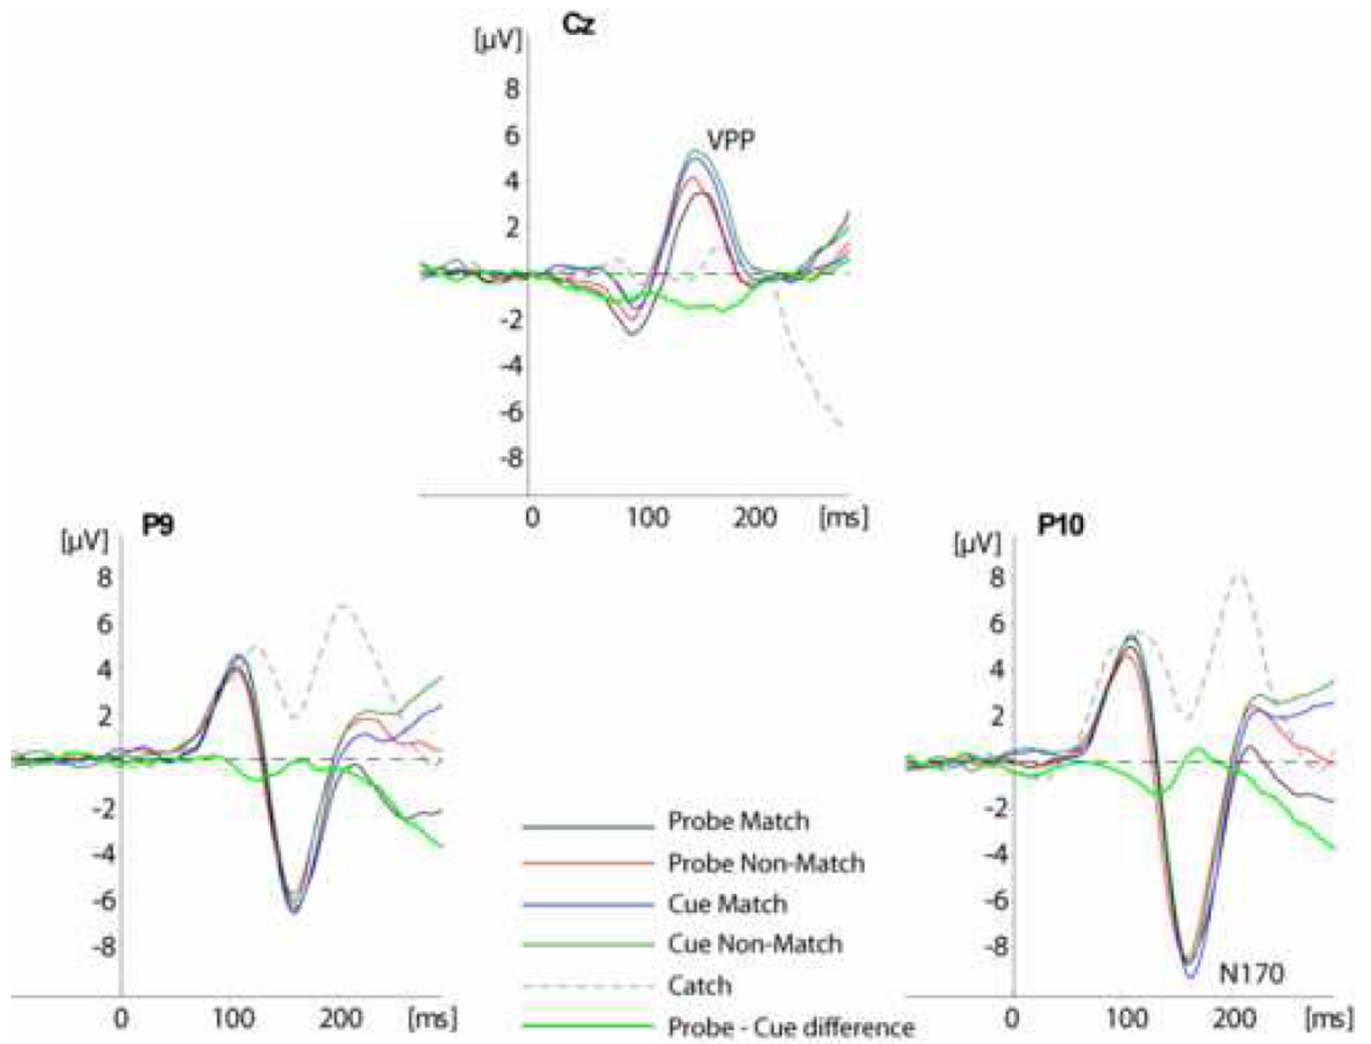 Cz
[µV]
8
6
4
2
-2
-4
-6
-8
VPP
0 100 200 [ms]
P9
[µV]
8
6
4
2
-2
-4
-6
-8
0 100 200 [ms]
P10
[µV]
8
6
4
2
-2
-4
-6
-8
N170
0 100 200 [ms]
Probe Match
Probe Non-Match
Cue Match
Cue Non-Match
Catch
Probe - Cue difference